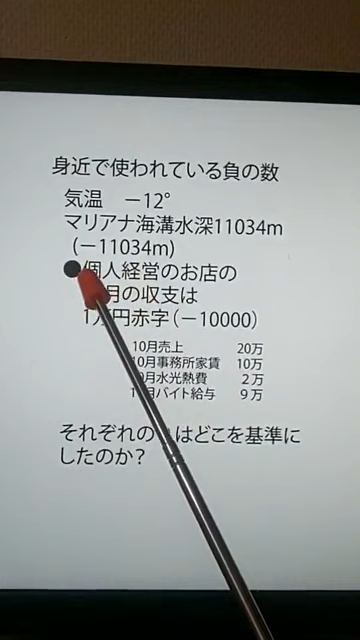 身近で使われている負の数
気温 －12°
マリアナ海溝水深11034m
(－11034m)
個人経営のお店の
月の収支は
1万円赤字(－10000)
10月売上 20万
10月事務所家賃 10万
月水光熱費 2万
バイト給与 9万
それぞれの はどこを基準に
したのか？